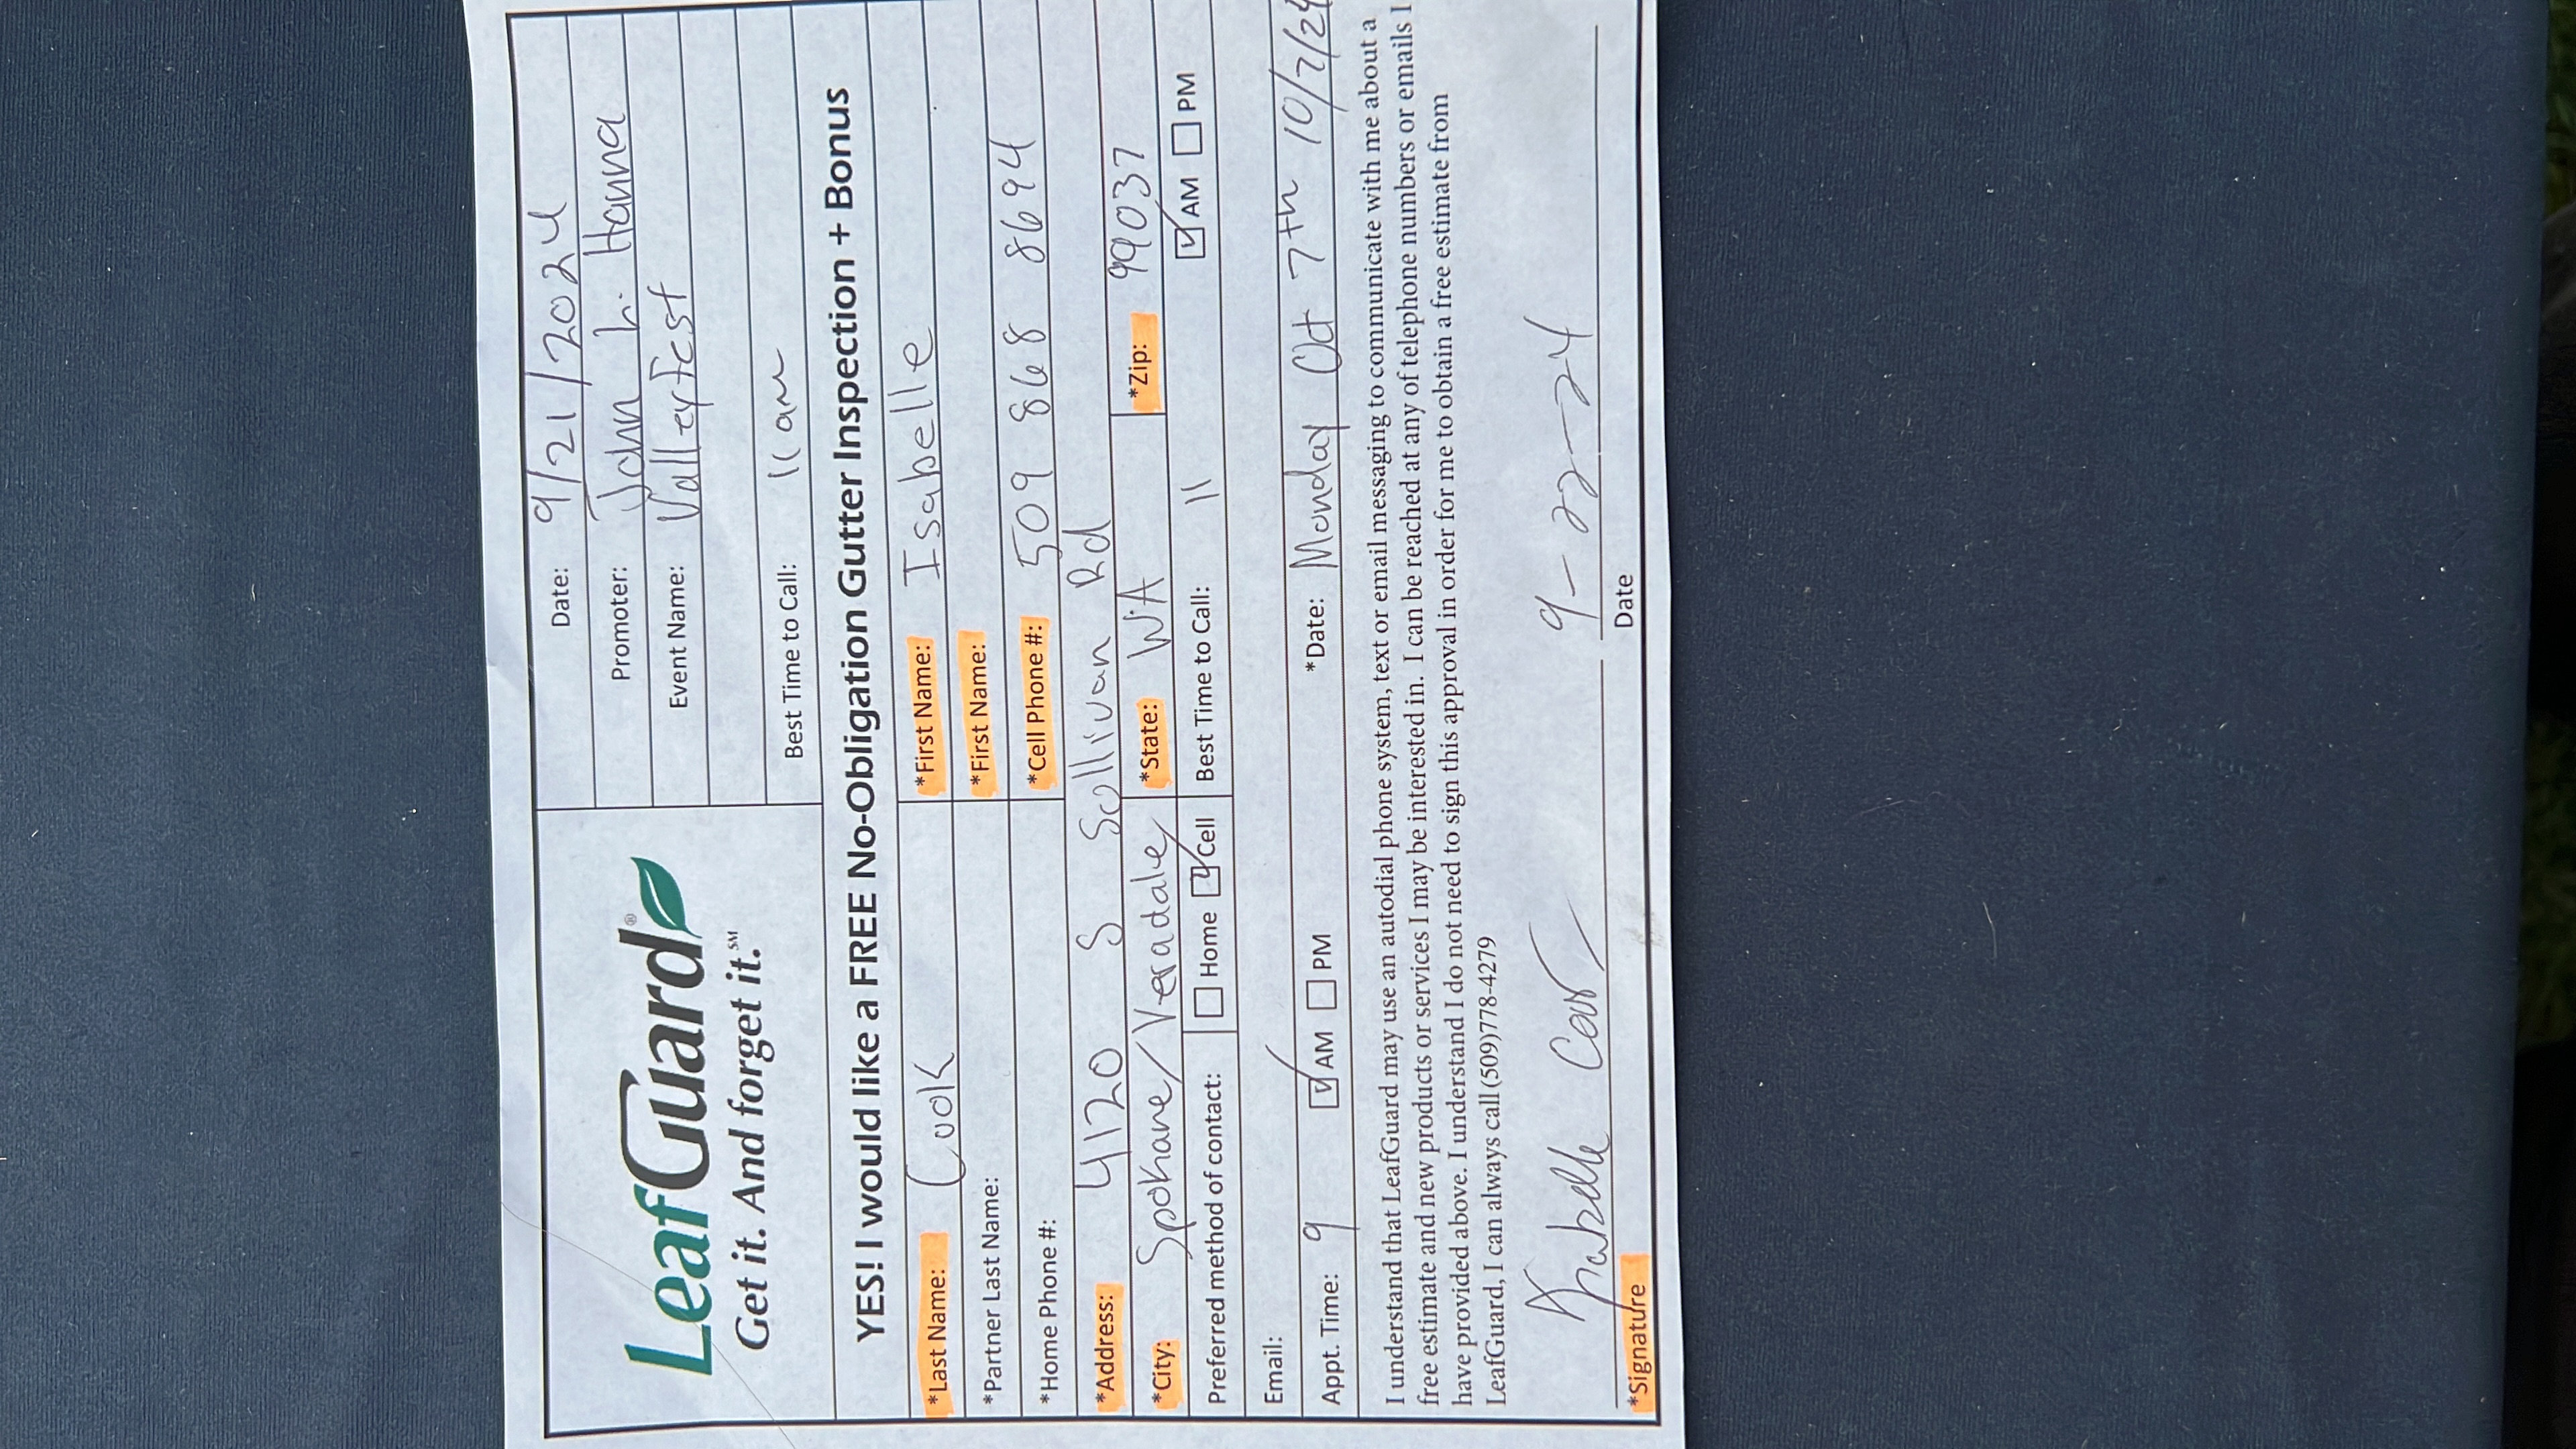 Date: 9/21/2024
Promoter: John L. Hanna
LeafGuard®
Get it. And forget it.℠
Event Name: Valleyfest
Best Time to Call: 11 am
YES! I would like a FREE No-Obligation Gutter Inspection + Bonus
*Last Name: Cook *First Name: Isabelle
*Partner Last Name: *First Name:
*Home Phone #: *Cell Phone #: 509 868 8694
*Address: 4120 S Sullivan Rd
*City: Spokane/Veradale *State: WA *Zip: 99037
Preferred method of contact: ☐ Home ☑ Cell Best Time to Call: 11 ☑ AM ☐ PM
Email:
Appt. Time: 9 ☑ AM ☐ PM *Date: Monday Oct 7th 10/7/24
I understand that LeafGuard may use an autodial phone system, text or email messaging to communicate with me about a
free estimate and new products or services I may be interested in. I can be reached at any of telephone numbers or emails I
have provided above. I understand I do not need to sign this approval in order for me to obtain a free estimate from
LeafGuard, I can always call (509)778-4279
Isabelle Cook 9-22-24
*Signature Date